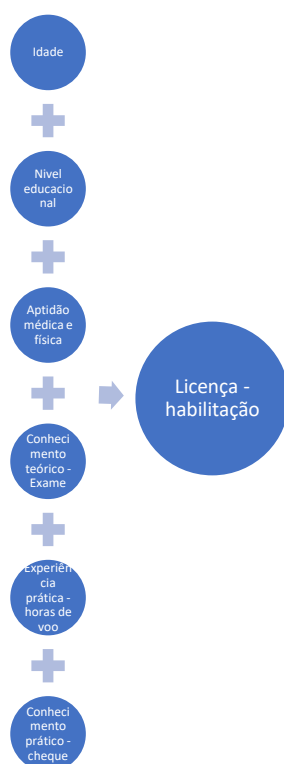 Idade
Nivel
educacio
nal
Aptidão
médica e
física
Conheci
mento
teórico -
Exame
Experiên
cia
prática -
horas de
voo
Conheci
mento
prático -
cheque
Licença -
habilitação